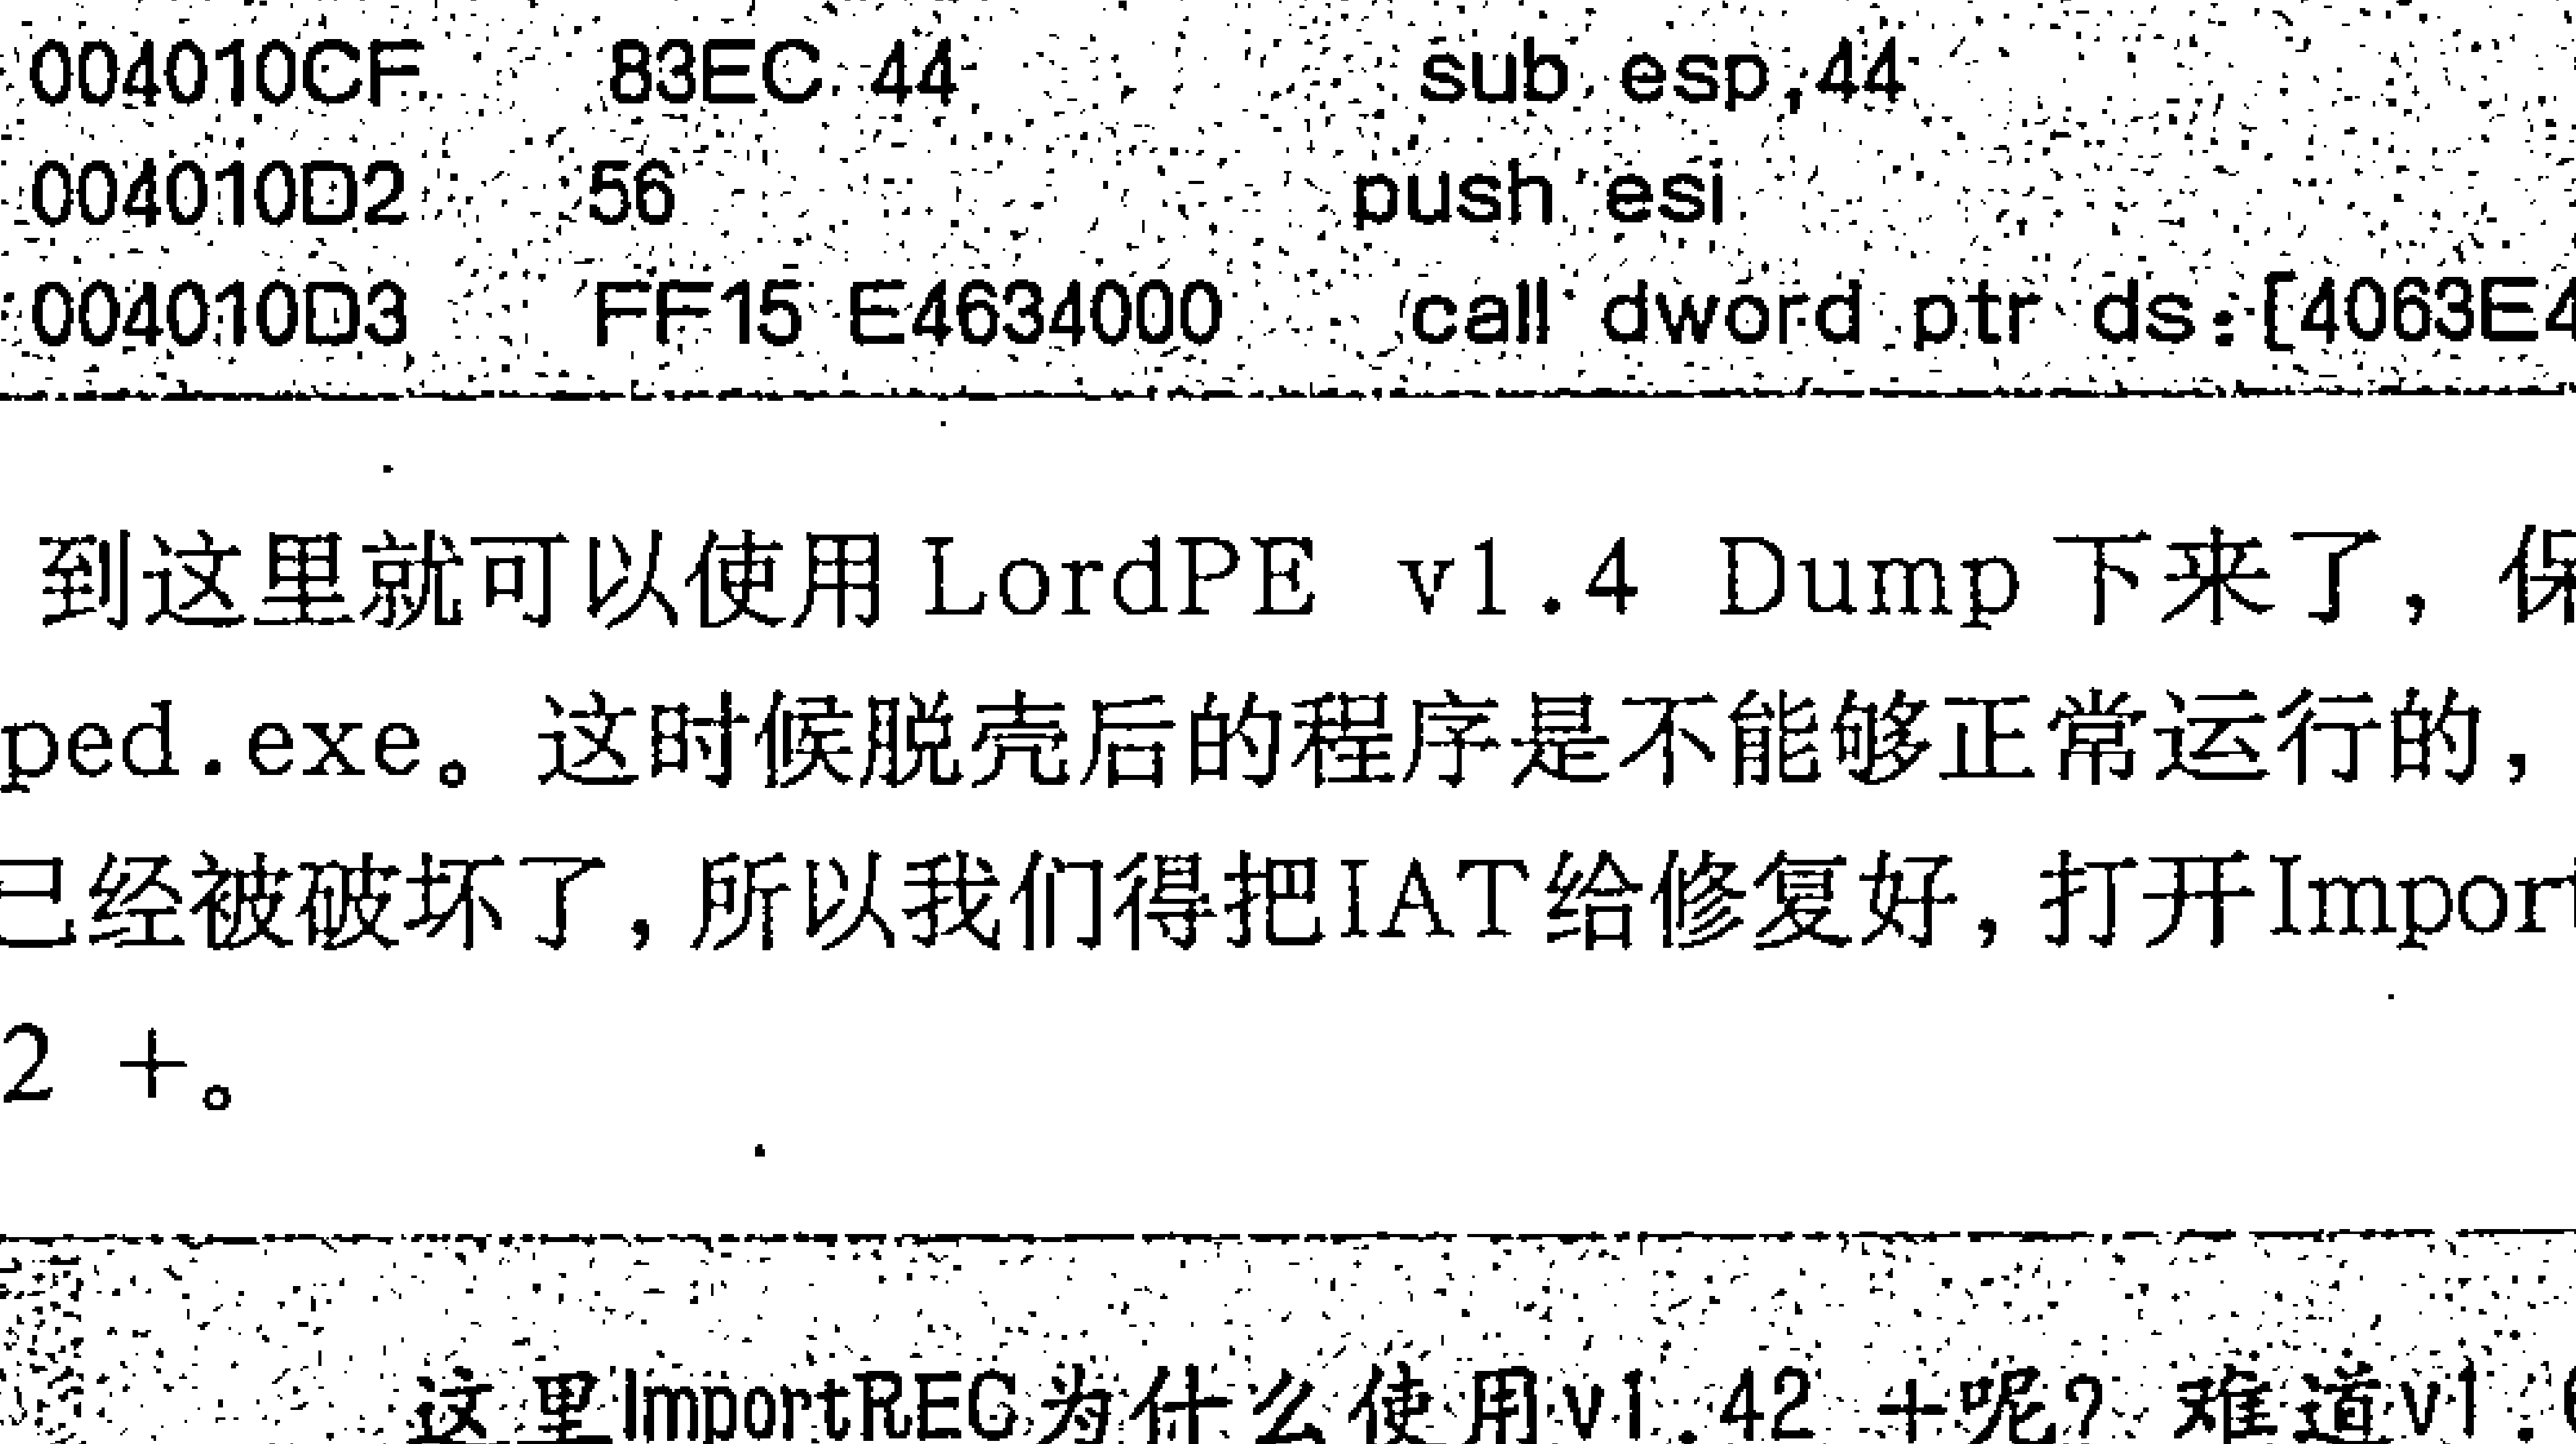 004010CF 83EC 44 sub esp,44
004010D2 56 push esi
004010D3 FF15 E4634000 call dword ptr ds:[4063E4
到这里就可以使用 LordPE v1.4 Dump 下来了，保
ped.exe。这时候脱壳后的程序是不能够正常运行的，
已经被破坏了，所以我们得把IAT给修复好，打开Import
2 +。
这里ImportREC为什么使用v1.42 +呢？难道v1.6